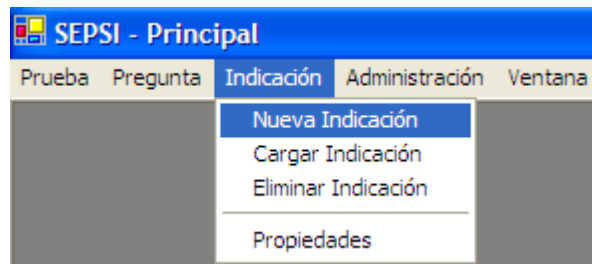 SEPSI - Principal
Prueba Pregunta Indicación Administración Ventana
Nueva Indicación
Cargar Indicación
Eliminar Indicación
Propiedades